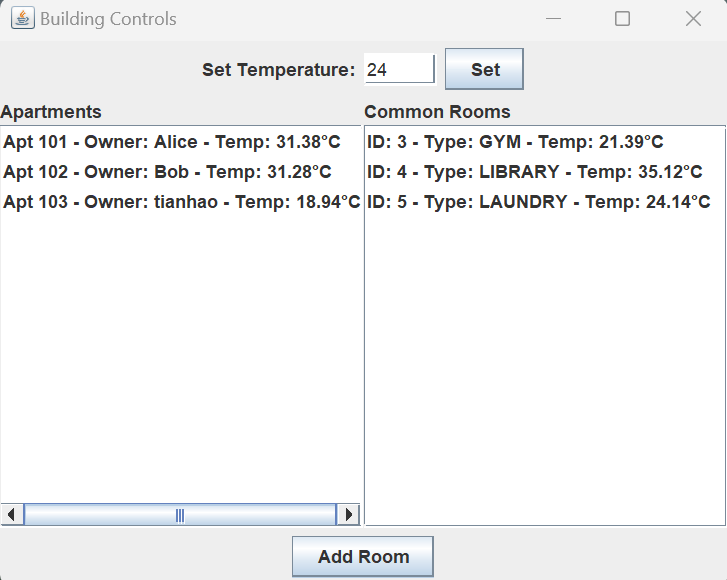 Building Controls
Set Temperature: 24 Set
Apartments
Apt 101 - Owner: Alice - Temp: 31.38°C
Apt 102 - Owner: Bob - Temp: 31.28°C
Apt 103 - Owner: tianhao - Temp: 18.94°C
Common Rooms
ID: 3 - Type: GYM - Temp: 21.39°C
ID: 4 - Type: LIBRARY - Temp: 35.12°C
ID: 5 - Type: LAUNDRY - Temp: 24.14°C
Add Room